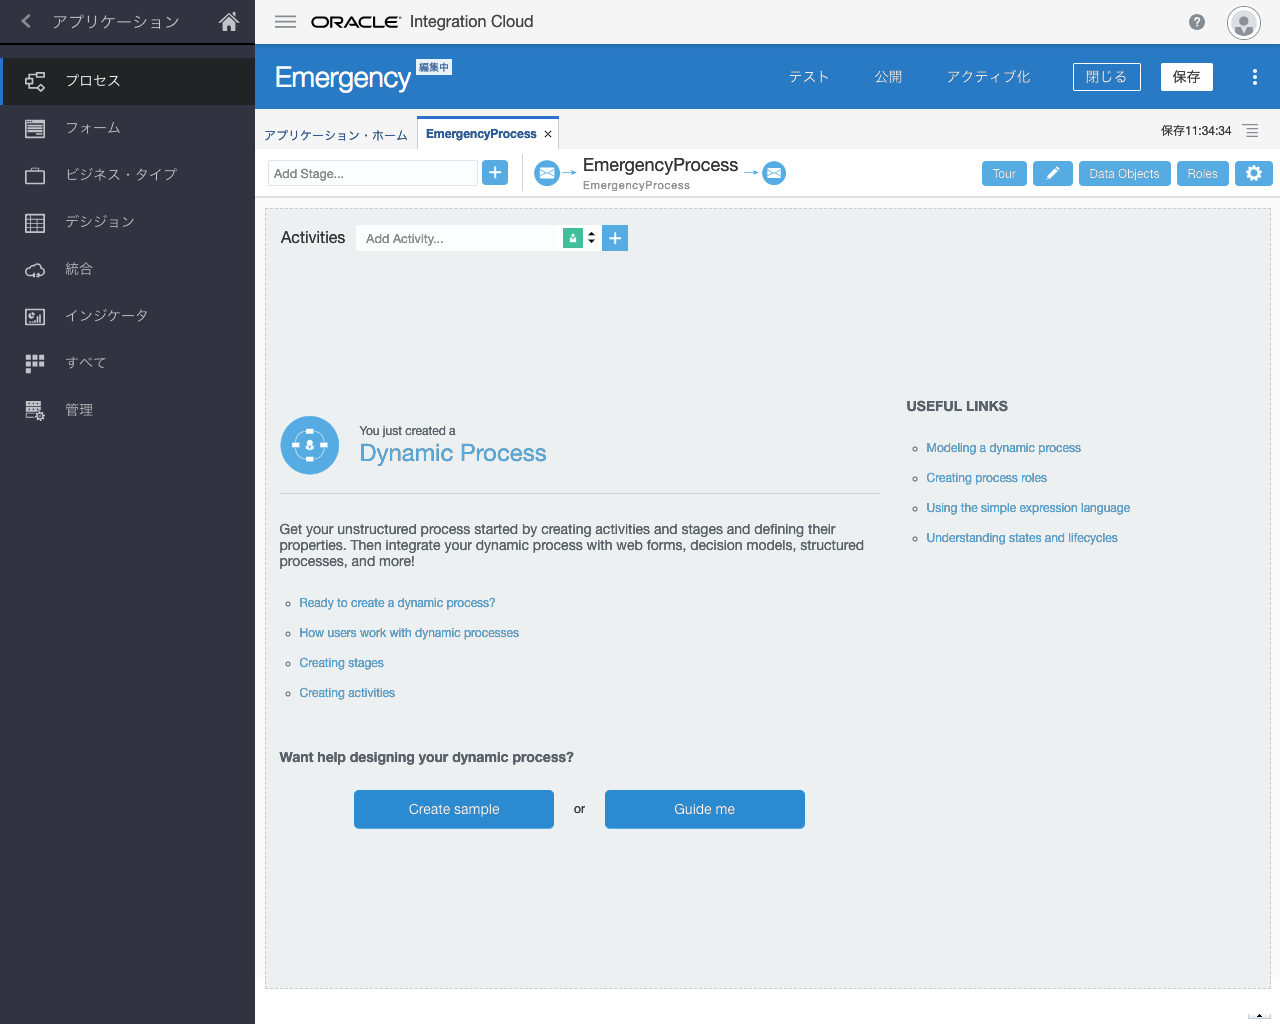 アプリケーション
ORACLE® Integration Cloud
?
プロセス
フォーム
ビジネス・タイプ
デシジョン
統合
インジケータ
すべて
管理
Emergency 編集中
テスト 公開 アクティブ化 閉じる 保存
アプリケーション・ホーム EmergencyProcess ×
保存11:34:34
Add Stage... +
EmergencyProcess
EmergencyProcess
Tour Data Objects Roles
Activities Add Activity... +
You just created a
Dynamic Process
Get your unstructured process started by creating activities and stages and defining their
properties. Then integrate your dynamic process with web forms, decision models, structured
processes, and more!
Ready to create a dynamic process?
How users work with dynamic processes
Creating stages
Creating activities
Want help designing your dynamic process?
Create sample or Guide me
USEFUL LINKS
Modeling a dynamic process
Creating process roles
Using the simple expression language
Understanding states and lifecycles